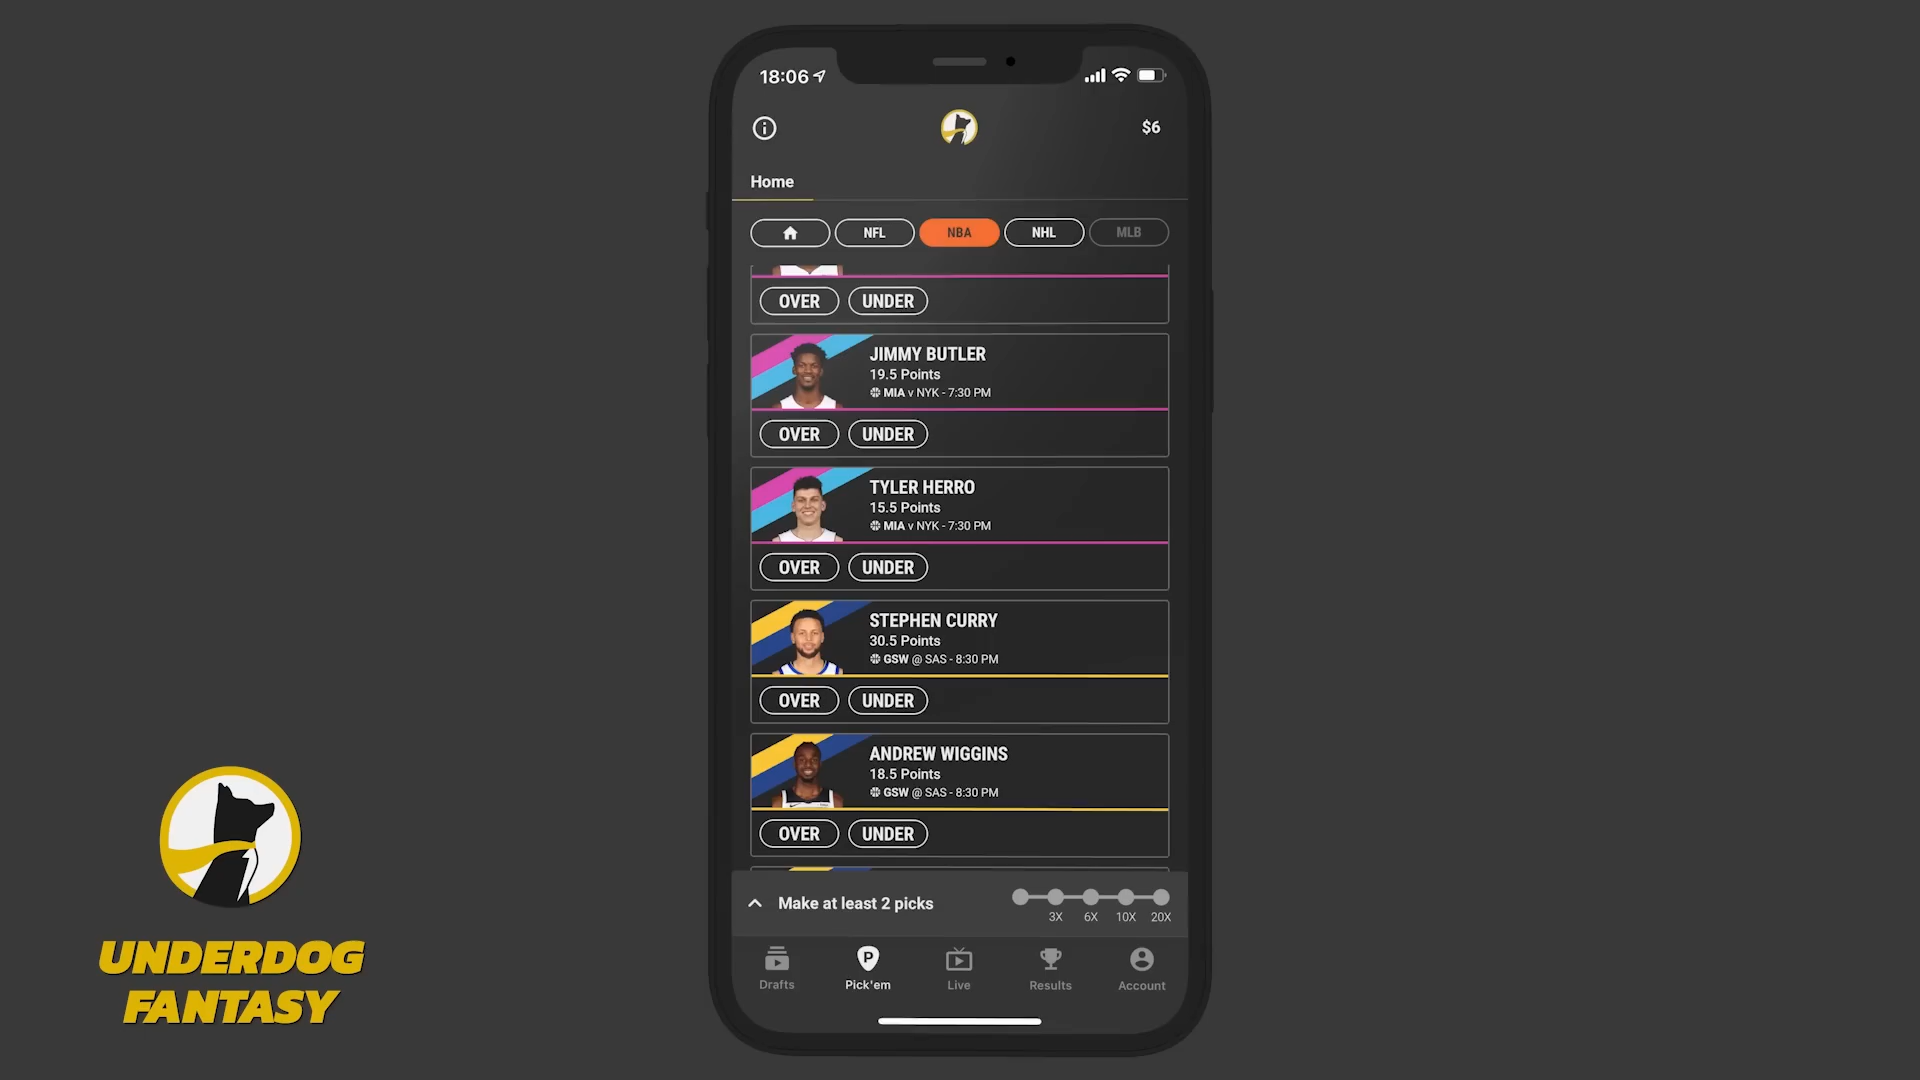 18:06
$6
Home
NFL
NBA
NHL
MLB
OVER
UNDER
JIMMY BUTLER
19.5 Points
MIA v NYK - 7:30 PM
OVER
UNDER
TYLER HERRO
15.5 Points
MIA v NYK - 7:30 PM
OVER
UNDER
STEPHEN CURRY
30.5 Points
GSW @ SAS - 8:30 PM
OVER
UNDER
ANDREW WIGGINS
18.5 Points
GSW @ SAS - 8:30 PM
OVER
UNDER
Make at least 2 picks
3X
6X
10X
20X
Drafts
P
Pick'em
Live
Results
Account
UNDERDOG
FANTASY